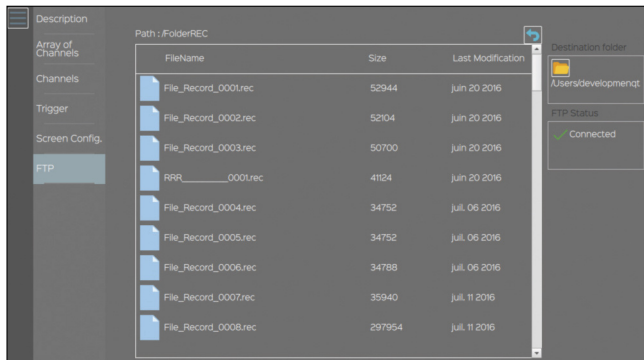 Description
Array of
Channels
Channels
Trigger
Screen Config.
FTP
Path : /FolderREC
FileName Size Last Modification
File_Record_0001.rec 52944 juin 20 2016
File_Record_0002.rec 52104 juin 20 2016
File_Record_0003.rec 50700 juin 20 2016
RRR________0001.rec 41124 juin 20 2016
File_Record_0004.rec 34752 juil. 06 2016
File_Record_0005.rec 34752 juil. 06 2016
File_Record_0006.rec 34788 juil. 06 2016
File_Record_0007.rec 35940 juil. 11 2016
File_Record_0008.rec 297954 juil. 11 2016
Destination folder
/Users/developmenqt
FTP Status
Connected